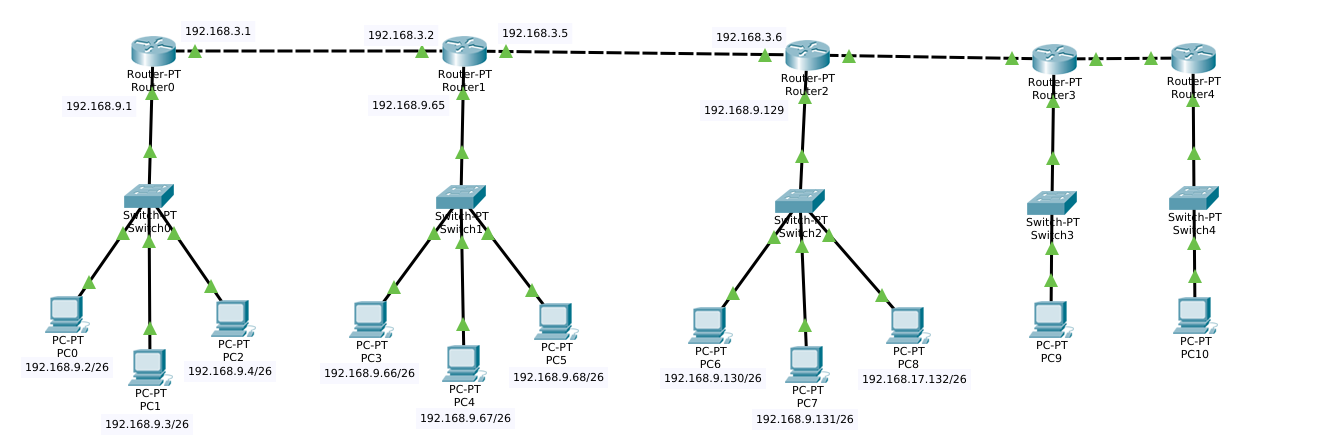 192.168.3.1
192.168.3.2
192.168.3.5
192.168.3.6
Router-PT
Router0
Router-PT
Router1
Router-PT
Router2
Router-PT
Router3
Router-PT
Router4
192.168.9.1
192.168.9.65
192.168.9.129
Switch-PT
Switch0
Switch-PT
Switch1
Switch-PT
Switch2
Switch-PT
Switch3
Switch-PT
Switch4
PC-PT
PC0
192.168.9.2/26
PC-PT
PC1
192.168.9.3/26
PC-PT
PC2
192.168.9.4/26
PC-PT
PC3
192.168.9.66/26
PC-PT
PC4
192.168.9.67/26
PC-PT
PC5
192.168.9.68/26
PC-PT
PC6
192.168.9.130/26
PC-PT
PC7
192.168.9.131/26
PC-PT
PC8
192.168.17.132/26
PC-PT
PC9
PC-PT
PC10